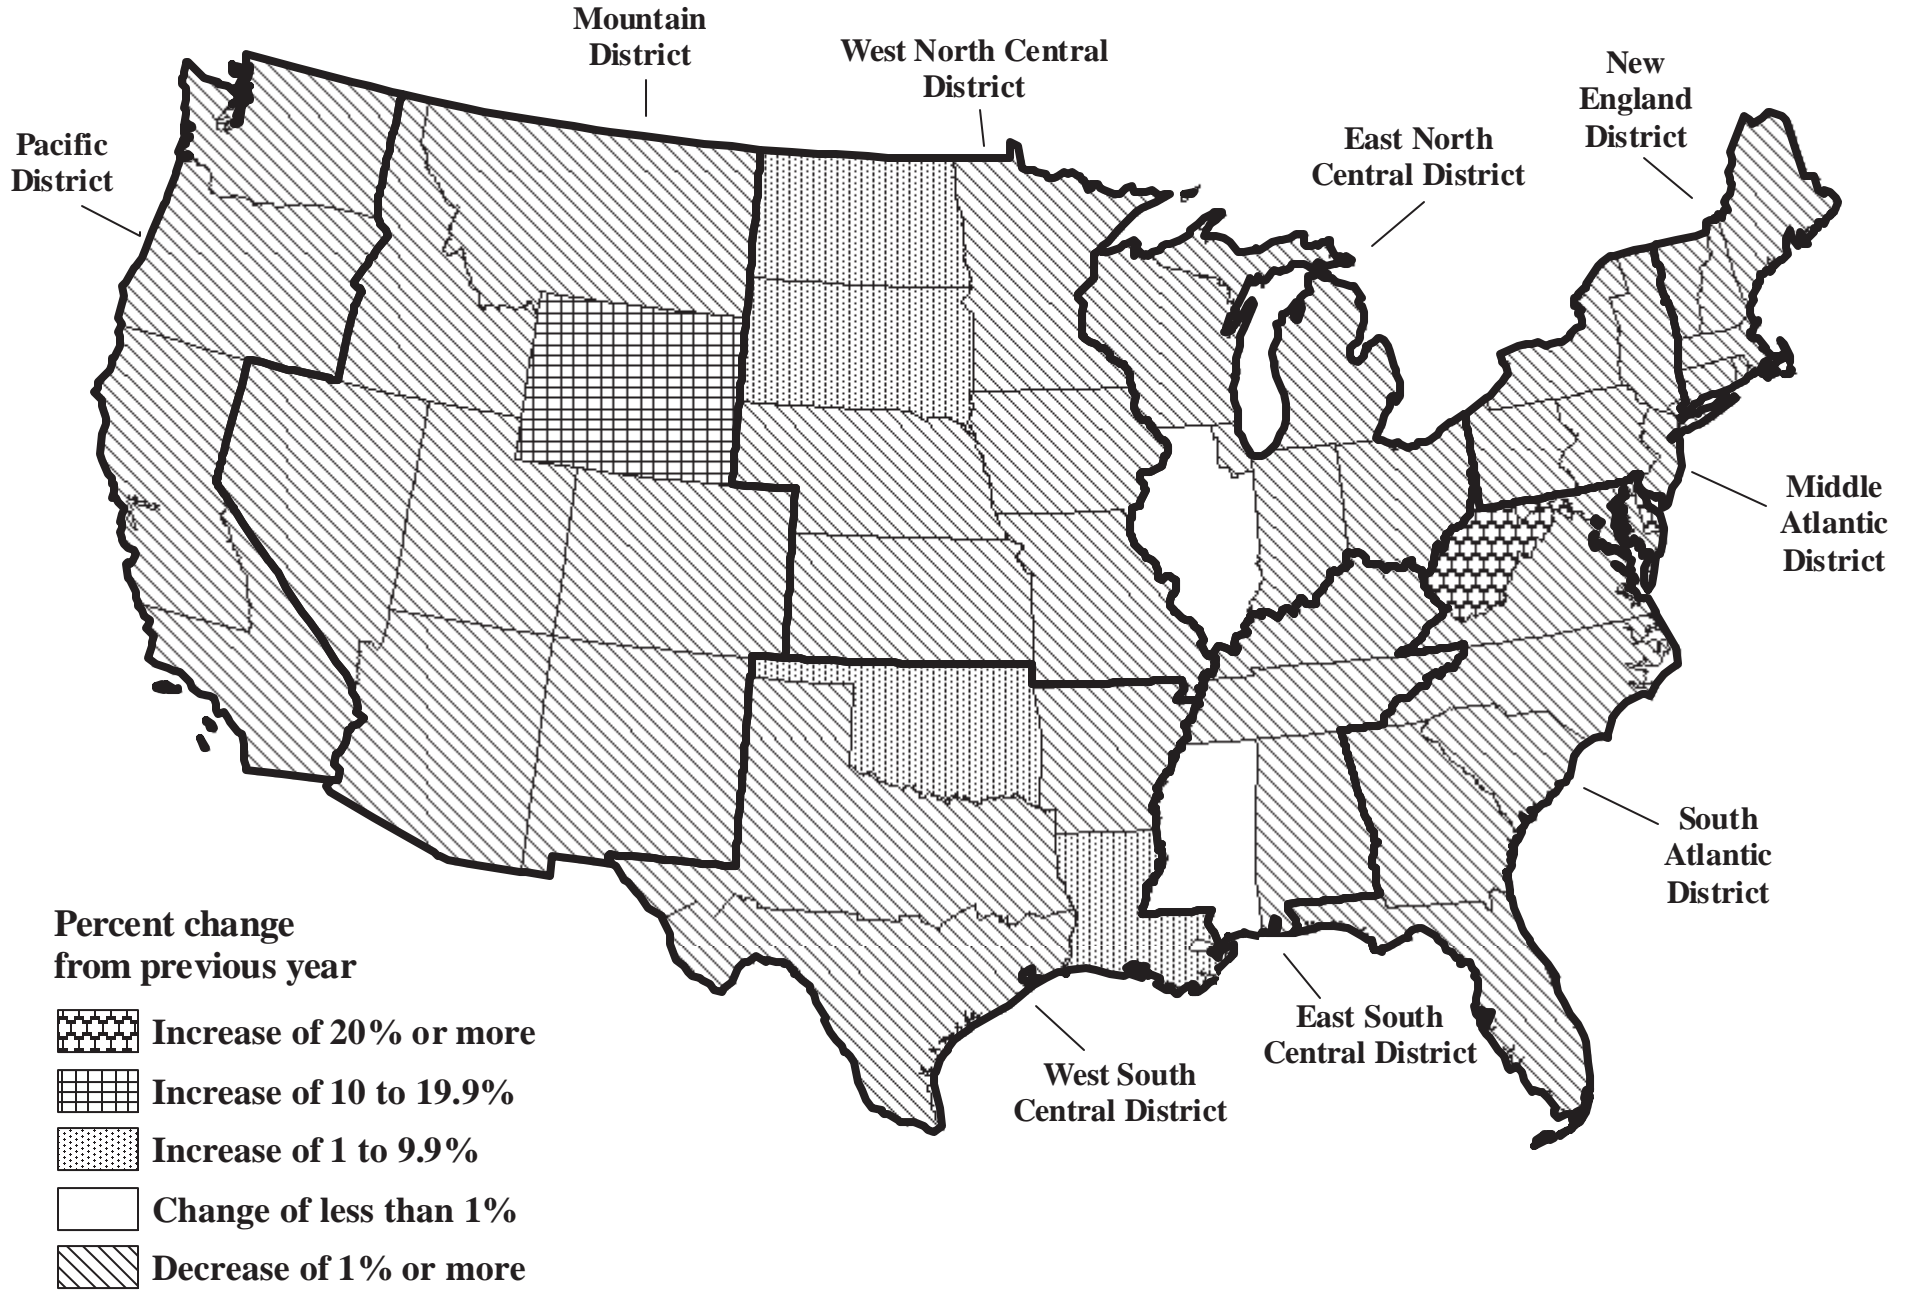 Mountain
District
West North Central
District
New
England
District
East North
Central District
Pacific
District
Middle
Atlantic
District
South
Atlantic
District
East South
Central District
West South
Central District
Percent change
from previous year
Increase of 20% or more
Increase of 10 to 19.9%
Increase of 1 to 9.9%
Change of less than 1%
Decrease of 1% or more